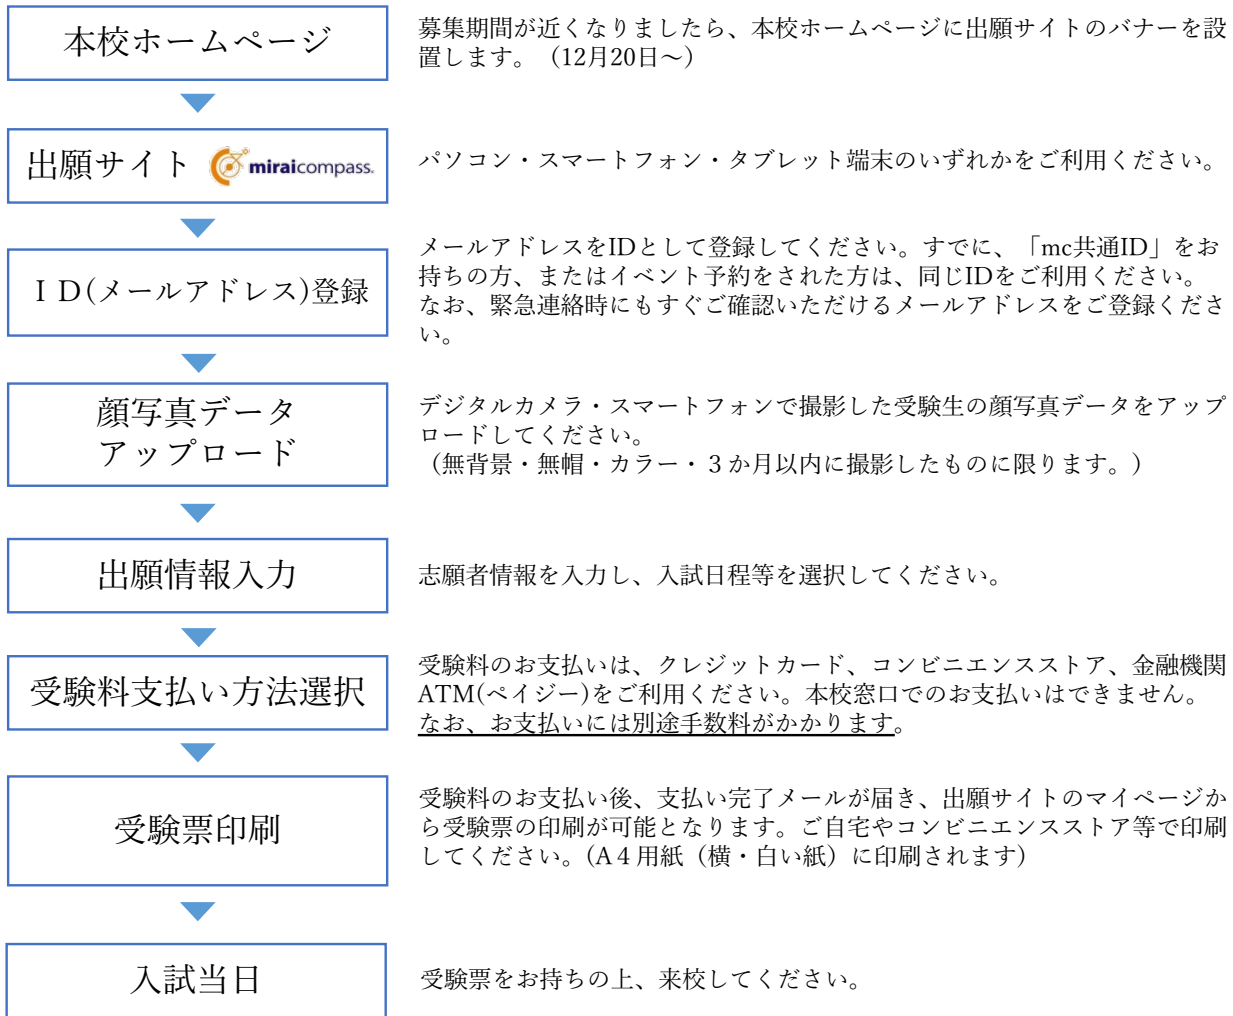 本校ホームページ
募集期間が近くなりましたら、本校ホームページに出願サイトのバナーを設
置します。（12月20日～）
出願サイト miraicompass.
パソコン・スマートフォン・タブレット端末のいずれかをご利用ください。
ＩＤ(メールアドレス)登録
メールアドレスをIDとして登録してください。すでに、「mc共通ID」をお
持ちの方、またはイベント予約をされた方は、同じIDをご利用ください。
なお、緊急連絡時にもすぐご確認いただけるメールアドレスをご登録くださ
い。
顔写真データ
アップロード
デジタルカメラ・スマートフォンで撮影した受験生の顔写真データをアップ
ロードしてください。
（無背景・無帽・カラー・３か月以内に撮影したものに限ります。）
出願情報入力
志願者情報を入力し、入試日程等を選択してください。
受験料支払い方法選択
受験料のお支払いは、クレジットカード、コンビニエンスストア、金融機関
ATM(ペイジー)をご利用ください。本校窓口でのお支払いはできません。
なお、お支払いには別途手数料がかかります。
受験票印刷
受験料のお支払い後、支払い完了メールが届き、出願サイトのマイページか
ら受験票の印刷が可能となります。ご自宅やコンビニエンスストア等で印刷
してください。(A４用紙（横・白い紙）に印刷されます)
入試当日
受験票をお持ちの上、来校してください。